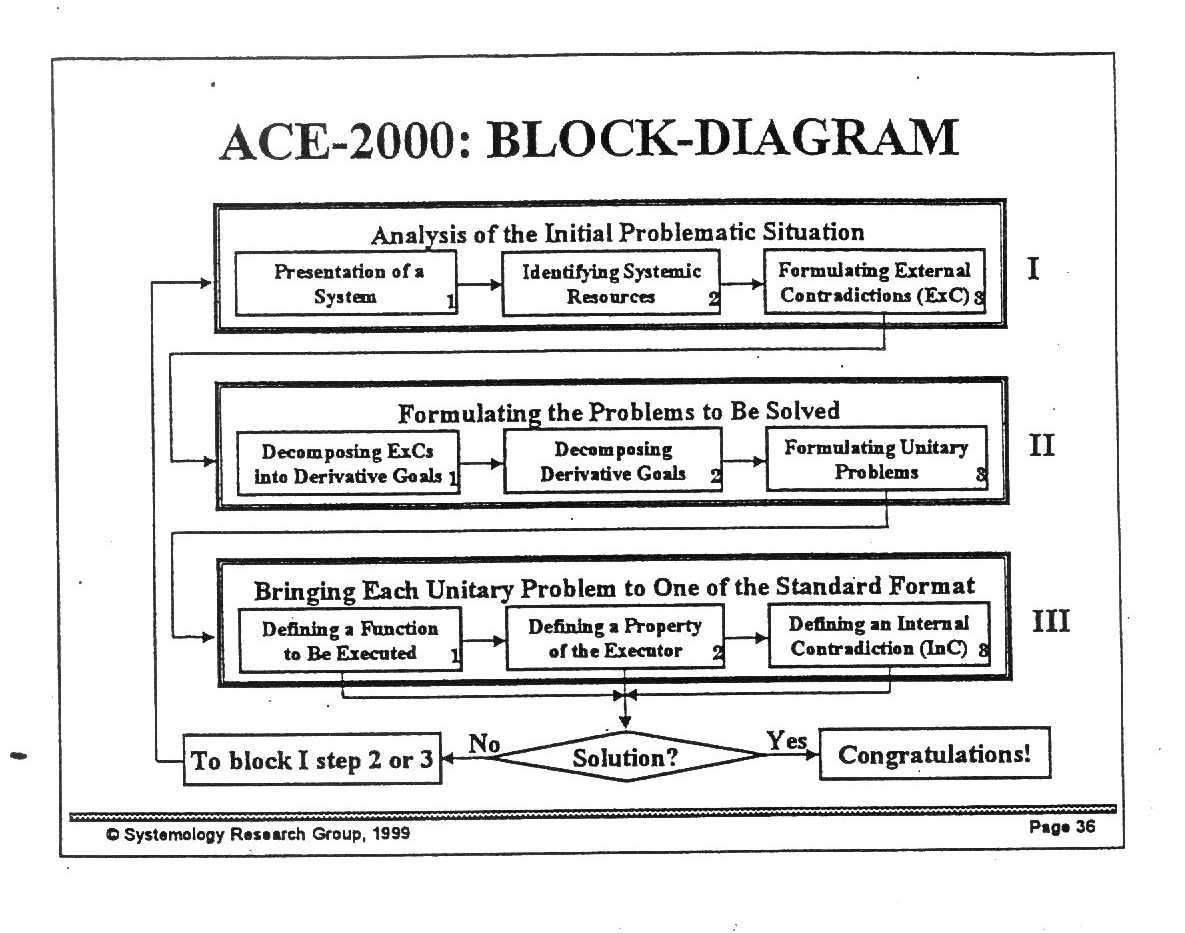 ACE-2000: BLOCK-DIAGRAM
Analysis of the Initial Problematic Situation
I
Presentation of a
System 1
Identifying Systemic
Resources 2
Formulating External
Contradictions (ExC) 3
Formulating the Problems to Be Solved
II
Decomposing ExCs
into Derivative Goals 1
Decomposing
Derivative Goals 2
Formulating Unitary
Problems 3
Bringing Each Unitary Problem to One of the Standard Format
III
Defining a Function
to Be Executed 1
Defining a Property
of the Executor 2
Defining an Internal
Contradiction (InC) 3
To block I step 2 or 3
No
Solution?
Yes
Congratulations!
© Systemology Research Group, 1999
Page 36